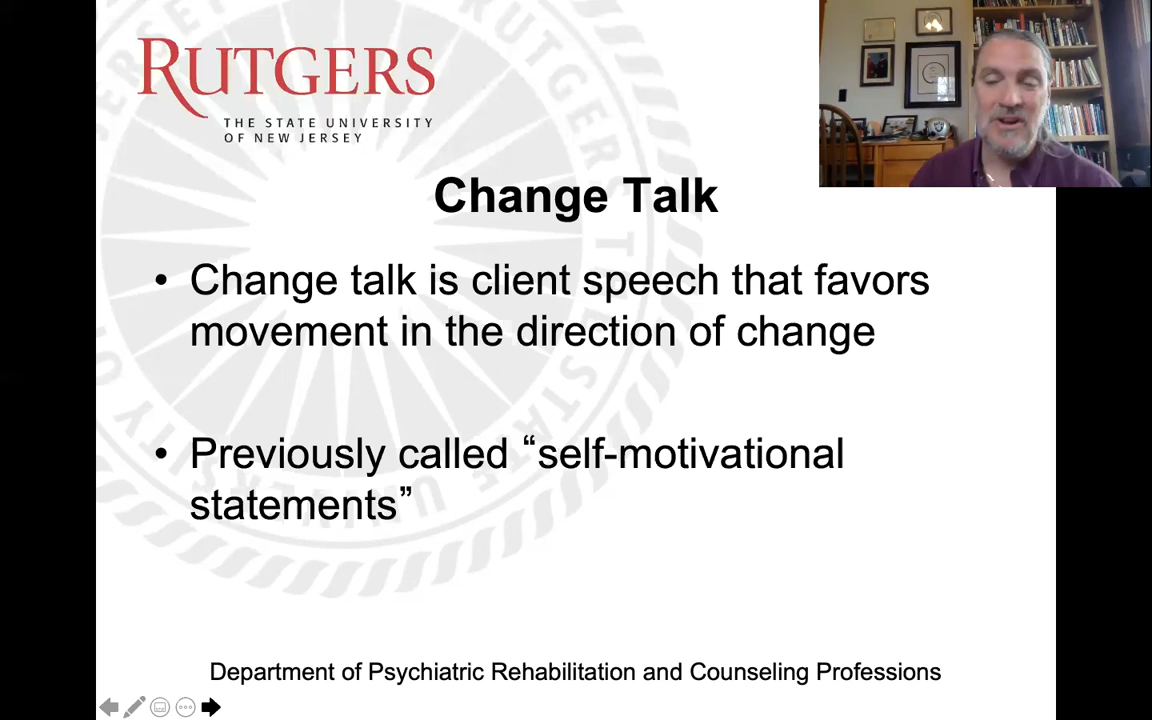 RUTGERS
THE STATE UNIVERSITY
OF NEW JERSEY
Change Talk
• Change talk is client speech that favors
movement in the direction of change
• Previously called “self-motivational
statements”
Department of Psychiatric Rehabilitation and Counseling Professions